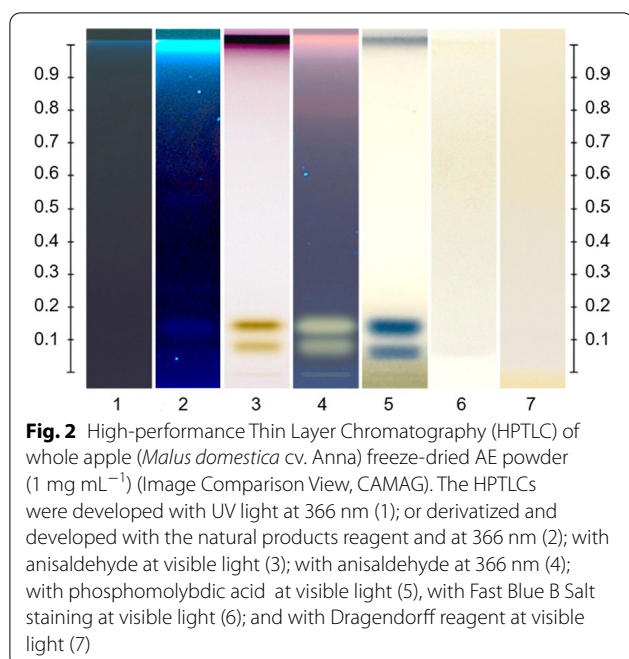 0.9
0.8
0.7
0.6
0.5
0.4
0.3
0.2
0.1
0.9
0.8
0.7
0.6
0.5
0.4
0.3
0.2
0.1
1 2 3 4 5 6 7
Fig. 2 High-performance Thin Layer Chromatography (HPTLC) of
whole apple (Malus domestica cv. Anna) freeze-dried AE powder
(1 mg mL⁻¹) (Image Comparison View, CAMAG). The HPTLCs
were developed with UV light at 366 nm (1); or derivatized and
developed with the natural products reagent and at 366 nm (2); with
anisaldehyde at visible light (3); with anisaldehyde at 366 nm (4);
with phosphomolybdic acid at visible light (5), with Fast Blue B Salt
staining at visible light (6); and with Dragendorff reagent at visible
light (7)